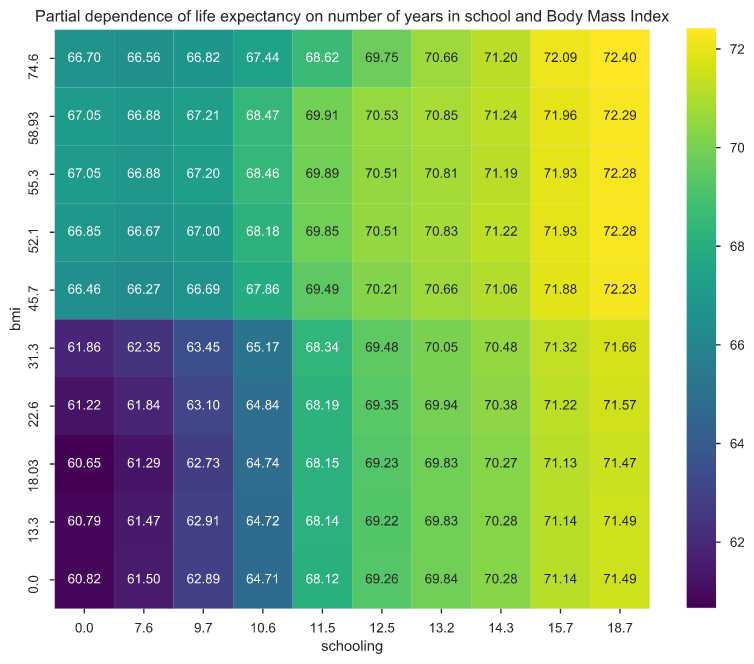 Partial dependence of life expectancy on number of years in school and Body Mass Index
74.6 66.70 66.56 66.82 67.44 68.62 69.75 70.66 71.20 72.09 72.40
58.93 67.05 66.88 67.21 68.47 69.91 70.53 70.85 71.24 71.96 72.29
55.3 67.05 66.88 67.20 68.46 69.89 70.51 70.81 71.19 71.93 72.28
52.1 66.85 66.67 67.00 68.18 69.85 70.51 70.83 71.22 71.93 72.28
45.7 66.46 66.27 66.69 67.86 69.49 70.21 70.66 71.06 71.88 72.23
31.3 61.86 62.35 63.45 65.17 68.34 69.48 70.05 70.48 71.32 71.66
22.6 61.22 61.84 63.10 64.84 68.19 69.35 69.94 70.38 71.22 71.57
18.03 60.65 61.29 62.73 64.74 68.15 69.23 69.83 70.27 71.13 71.47
13.3 60.79 61.47 62.91 64.72 68.14 69.22 69.83 70.28 71.14 71.49
0.0 60.82 61.50 62.89 64.71 68.12 69.26 69.84 70.28 71.14 71.49
bmi
0.0 7.6 9.7 10.6 11.5 12.5 13.2 14.3 15.7 18.7
schooling
72
70
68
66
64
62